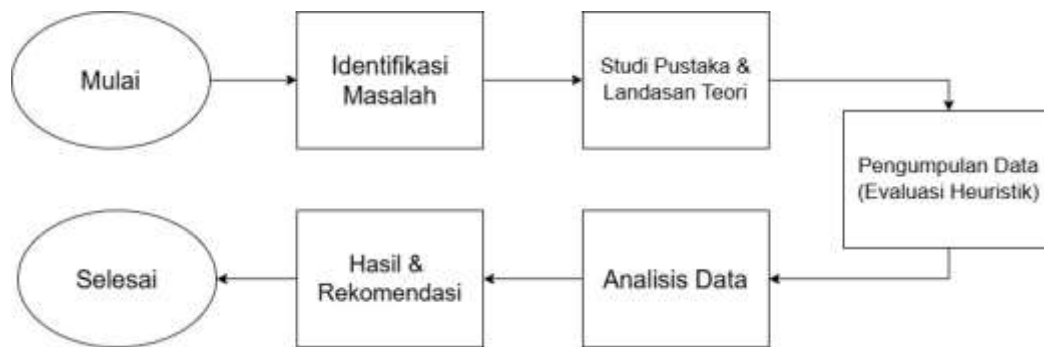 Mulai
Identifikasi
Masalah
Studi Pustaka &
Landasan Teori
Pengumpulan Data
(Evaluasi Heuristik)
Analisis Data
Hasil &
Rekomendasi
Selesai